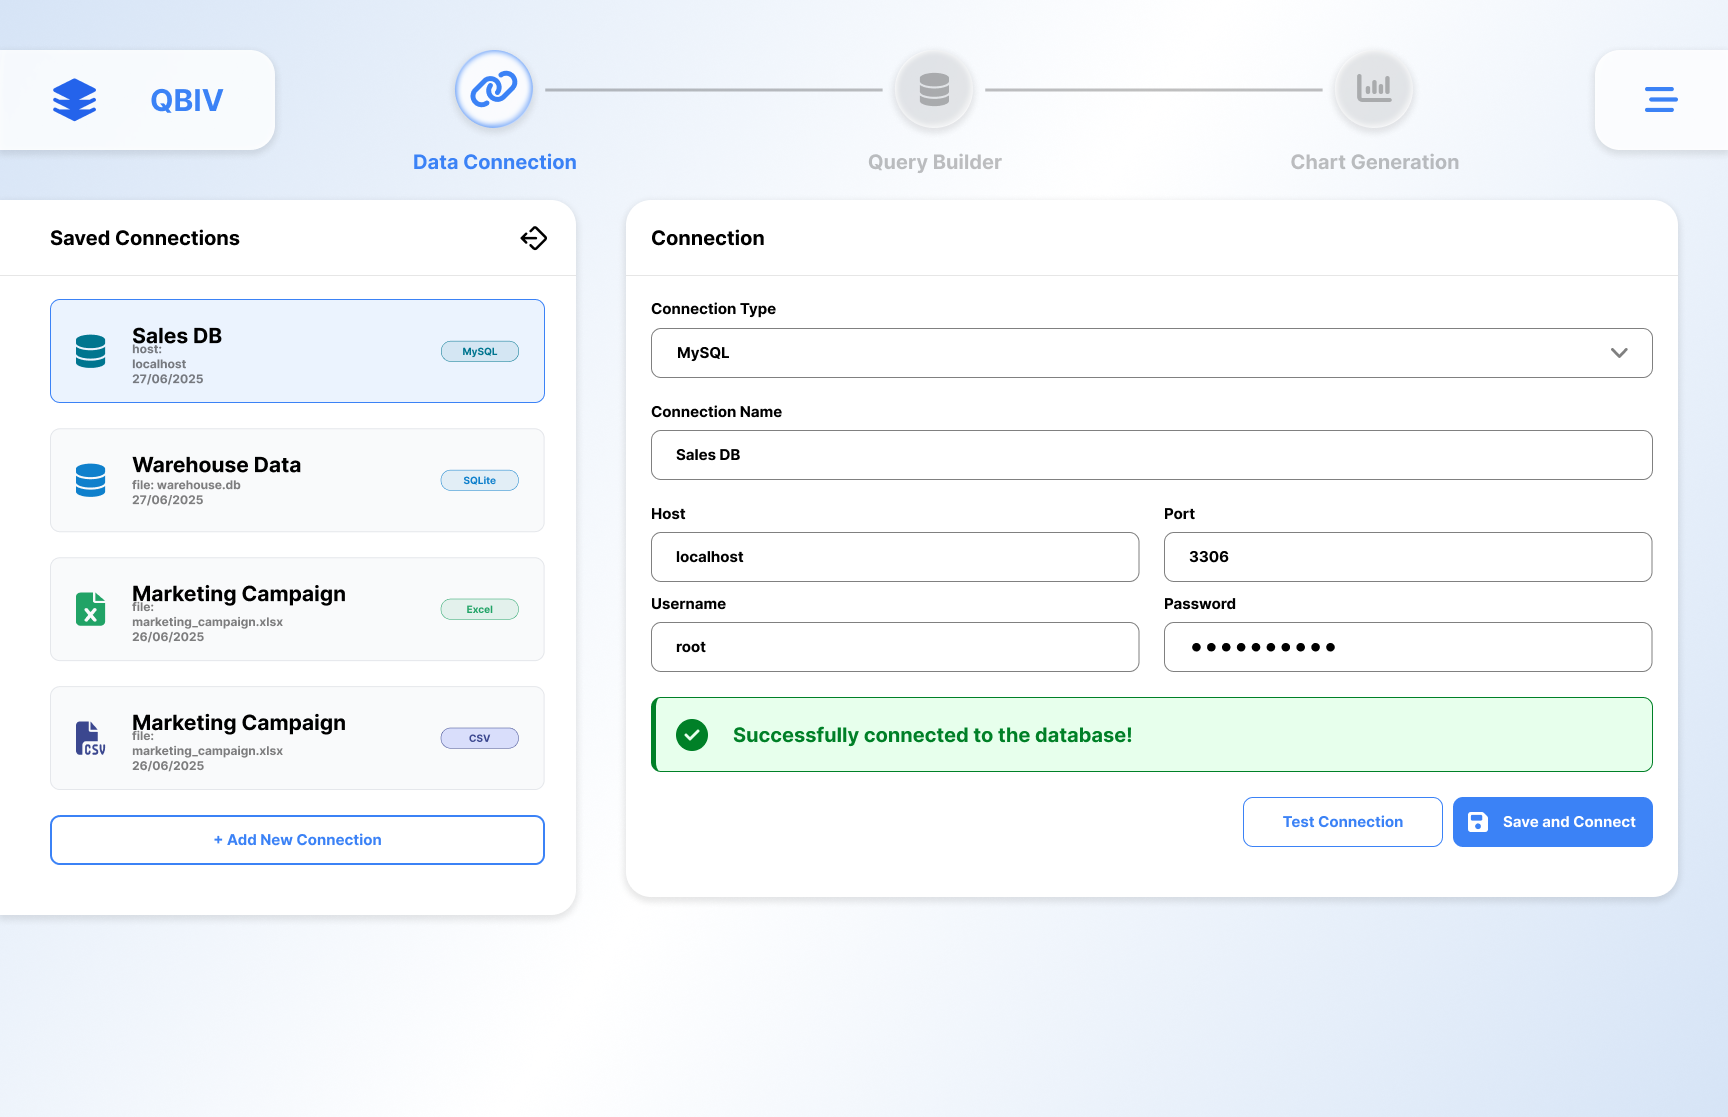 QBIV
Data Connection
Query Builder
Chart Generation
Saved Connections
Sales DB
host:
localhost
27/06/2025
MySQL
Warehouse Data
file: warehouse.db
27/06/2025
SQLite
Marketing Campaign
file:
marketing_campaign.xlsx
26/06/2025
Excel
Marketing Campaign
file:
marketing_campaign.xlsx
26/06/2025
CSV
CSV
+ Add New Connection
Connection
Connection Type
MySQL
Connection Name
Sales DB
Host
Port
localhost
3306
Username
Password
root
●●●●●●●●●●
Successfully connected to the database!
Test Connection
Save and Connect